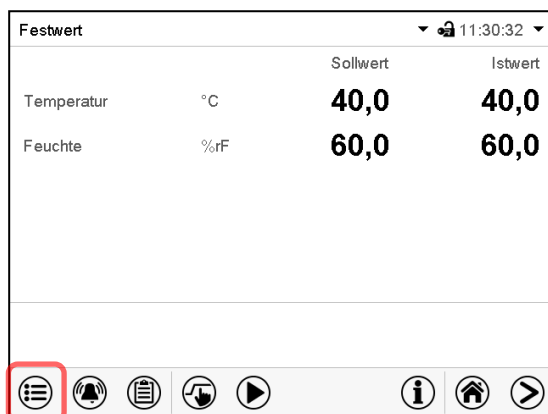 Festwert 11:30:32
Sollwert Istwert
Temperatur °C 40,0 40,0
Feuchte %rF 60,0 60,0